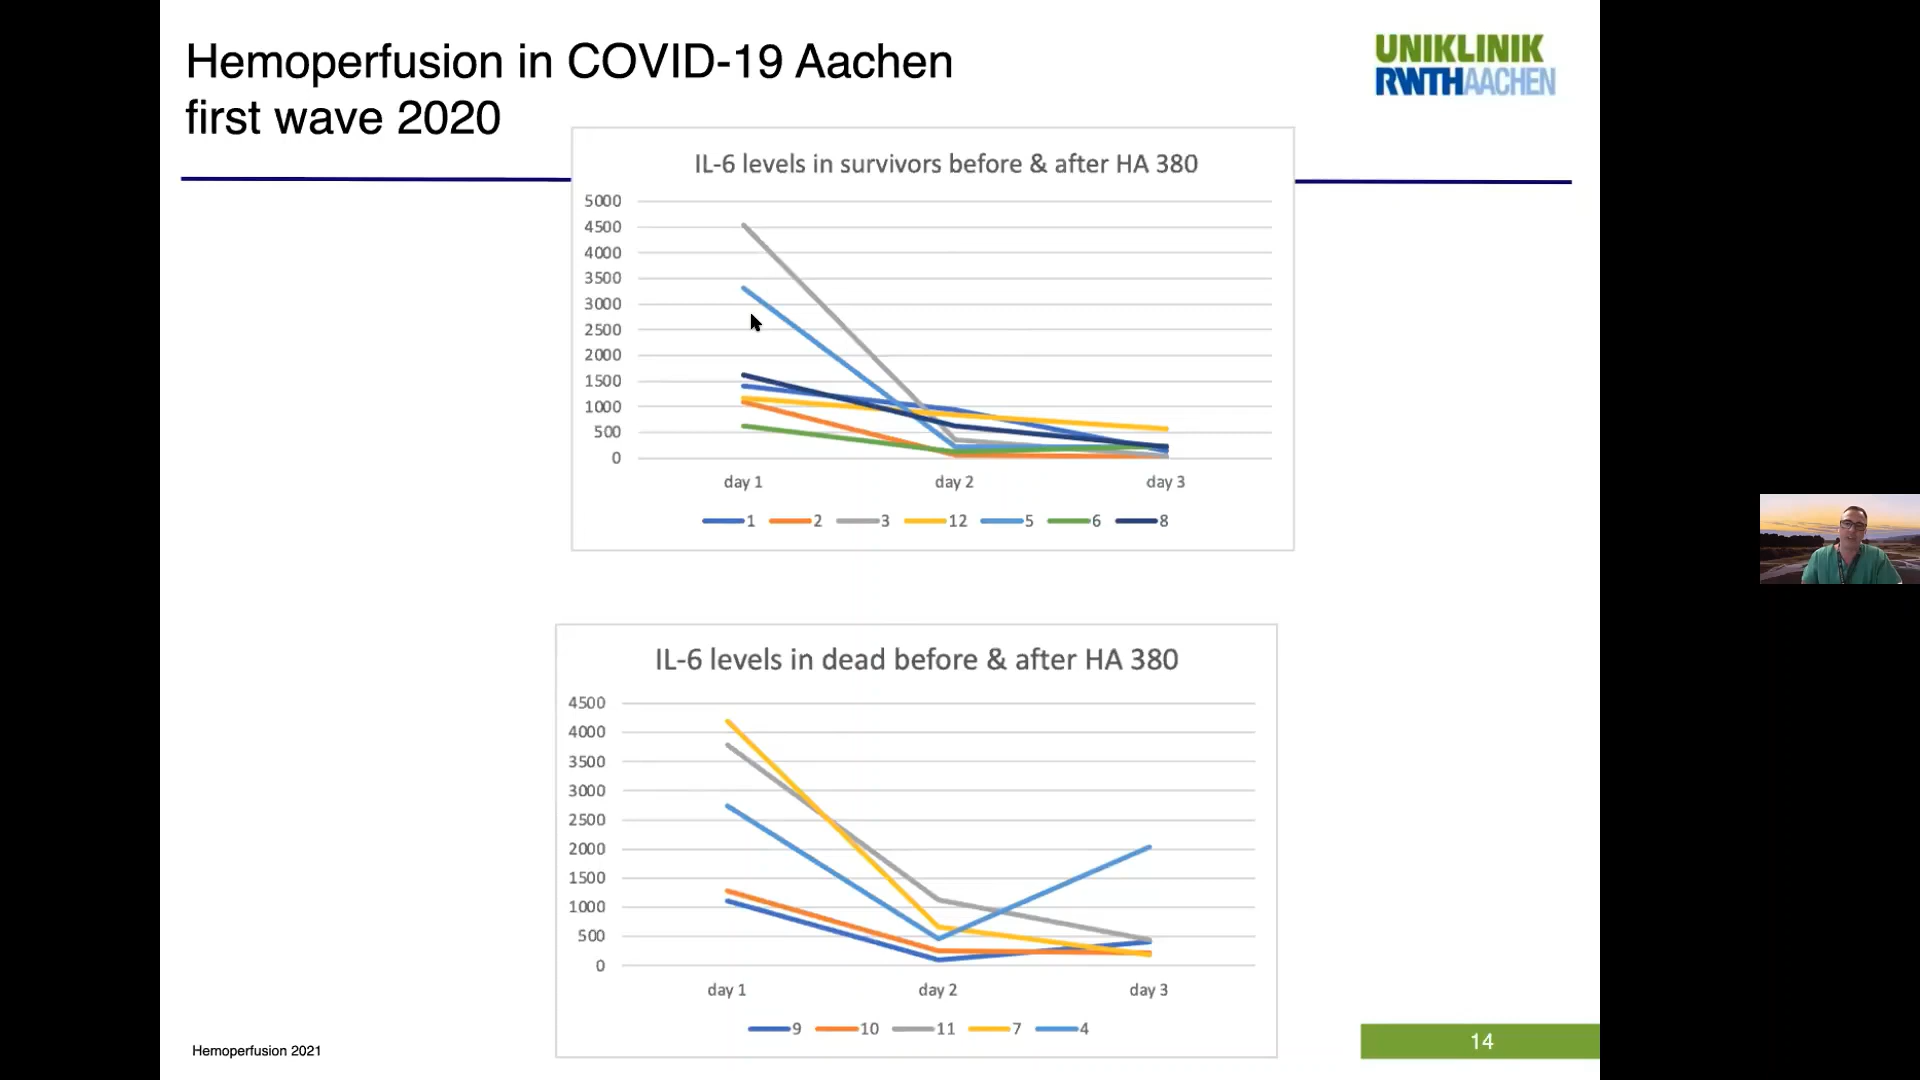 Hemoperfusion in COVID-19 Aachen
first wave 2020
UNIKLINIK
RWTHAACHEN
IL-6 levels in survivors before & after HA 380
5000
4500
4000
3500
3000
2500
2000
1500
1000
500
0
day 1 day 2 day 3
1 2 3 12 5 6 8
IL-6 levels in dead before & after HA 380
4500
4000
3500
3000
2500
2000
1500
1000
500
0
day 1 day 2 day 3
9 10 11 7 4
Hemoperfusion 2021
14